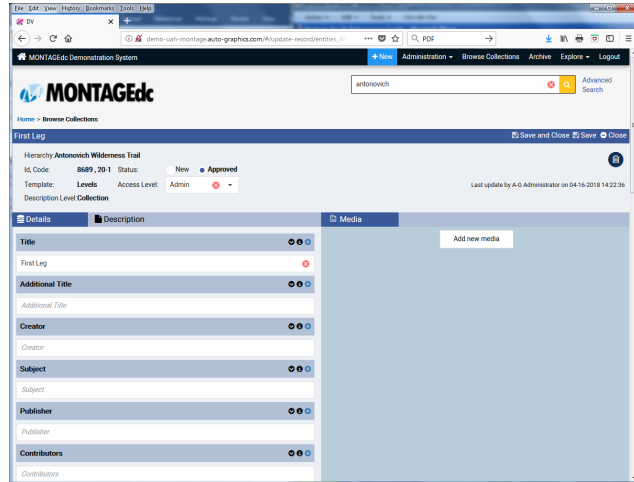 File Edit View History Bookmarks Tools Help
DV
demo-uah-montage.auto-graphics.com/#/update-record/entities_
PDF
MONTAGEdc Demonstration System
+ New Administration Browse Collections Archive Explore Logout
MONTAGEdc
antonovich
Advanced Search
Home > Browse Collections
First Leg
Save and Close Save Close
Hierarchy: Antonovich Wilderness Trail
Id, Code: 8689 , 20-1 Status: New Approved
Template: Levels Access Level: Admin
Last update by A-G Administrator on 04-16-2018 14:22:36
Description Level: Collection
Details Description Media
Title
Add new media
First Leg
Additional Title
Additional Title
Creator
Creator
Subject
Subject
Publisher
Publisher
Contributors
Contributors